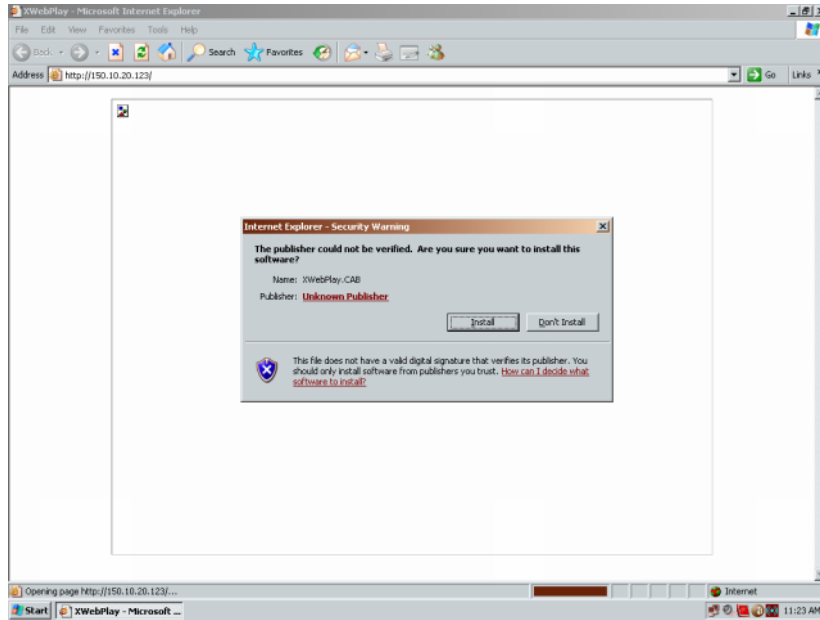 XWebPlay - Microsoft Internet Explorer
File Edit View Favorites Tools Help
Back Search Favorites
Address http://150.10.20.123/ Go Links
Internet Explorer - Security Warning
The publisher could not be verified. Are you sure you want to install this
software?
Name: XWebPlay.CAB
Publisher: Unknown Publisher
Install Don't Install
This file does not have a valid digital signature that verifies its publisher. You
should only install software from publishers you trust. How can I decide what
software to install?
Opening page http://150.10.20.123/... Internet
Start XWebPlay - Microsoft ... 11:23 AM